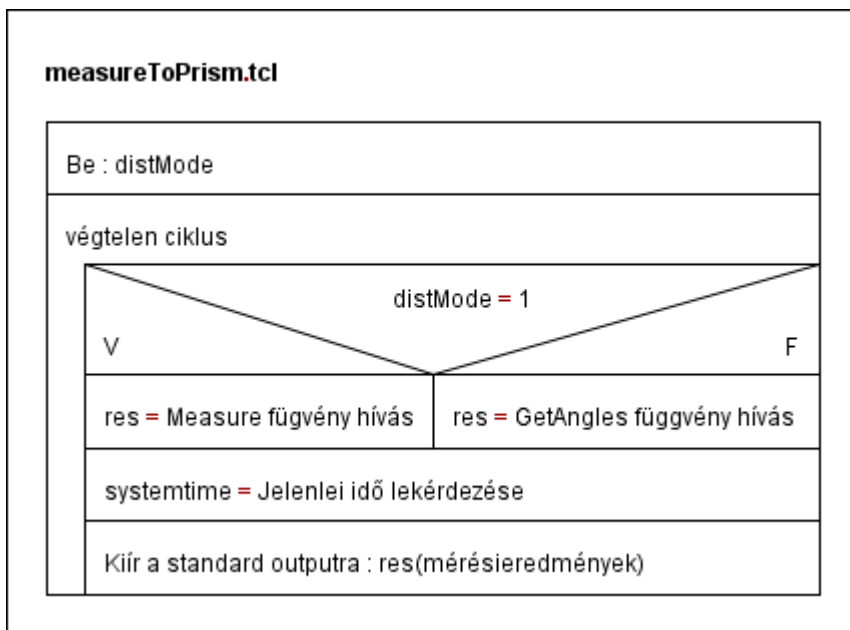 measureToPrism.tcl
Be : distMode
végtelen ciklus
distMode = 1
V
F
res = Measure fügvény hívás
res = GetAngles függvény hívás
systemtime = Jelenlei idő lekérdezése
Kiír a standard outputra : res(mérésieredmények)